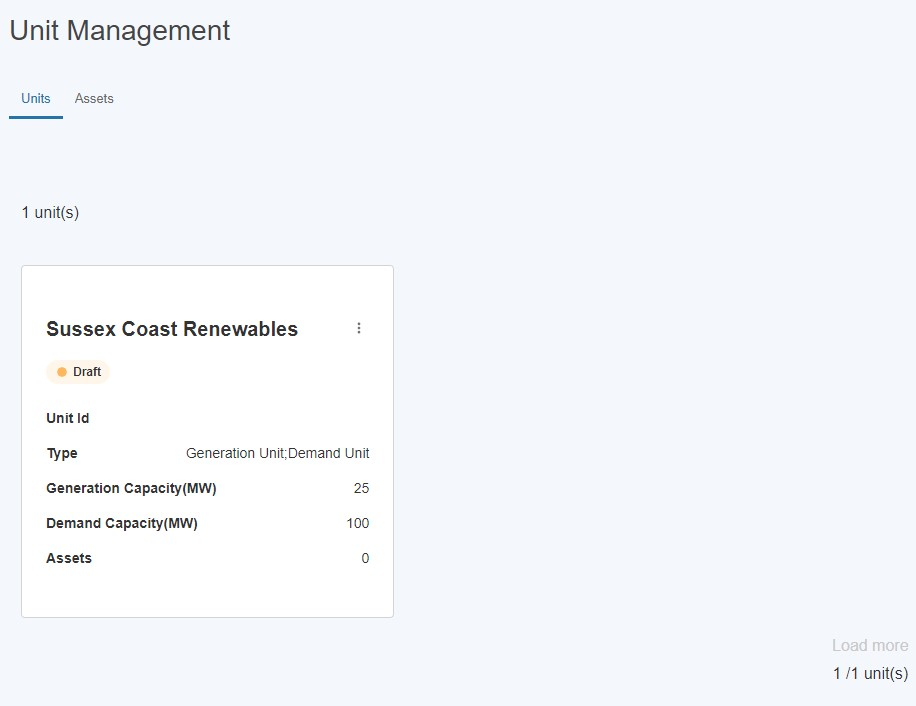 Unit Management
Units Assets
1 unit(s)
Sussex Coast Renewables
Draft
Unit Id
Type Generation Unit;Demand Unit
Generation Capacity(MW) 25
Demand Capacity(MW) 100
Assets 0
Load more
1 /1 unit(s)